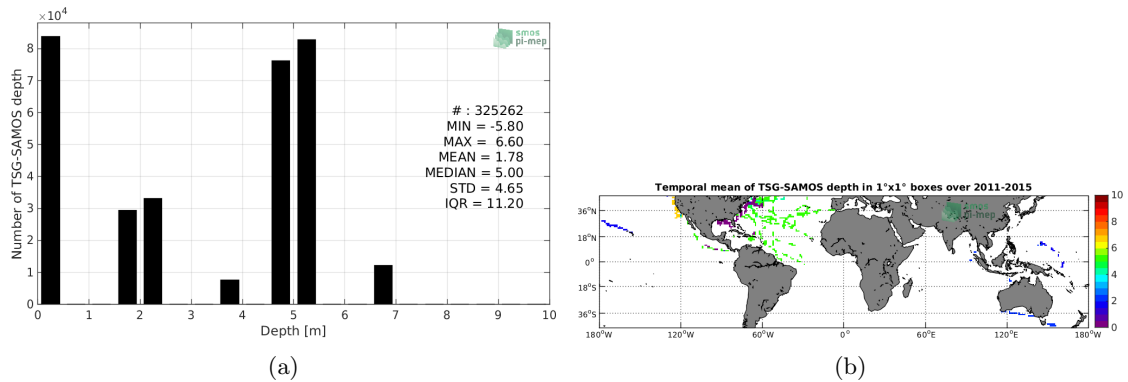 ×10⁴
8
7
6
5
4
3
2
1
0
Number of TSG-SAMOS depth
smos
pi-mep
# : 325262
MIN = -5.80
MAX = 6.60
MEAN = 1.78
MEDIAN = 5.00
STD = 4.65
IQR = 11.20
0 1 2 3 4 5 6 7 8 9 10
Depth [m]
(a)
Temporal mean of TSG-SAMOS depth in 1°x1° boxes over 2011-2015
smos
pi-mep
36°N
18°N
0°
18°S
36°S
180°W 120°W 60°W 0° 60°E 120°E 180°W
10
8
6
4
2
0
(b)